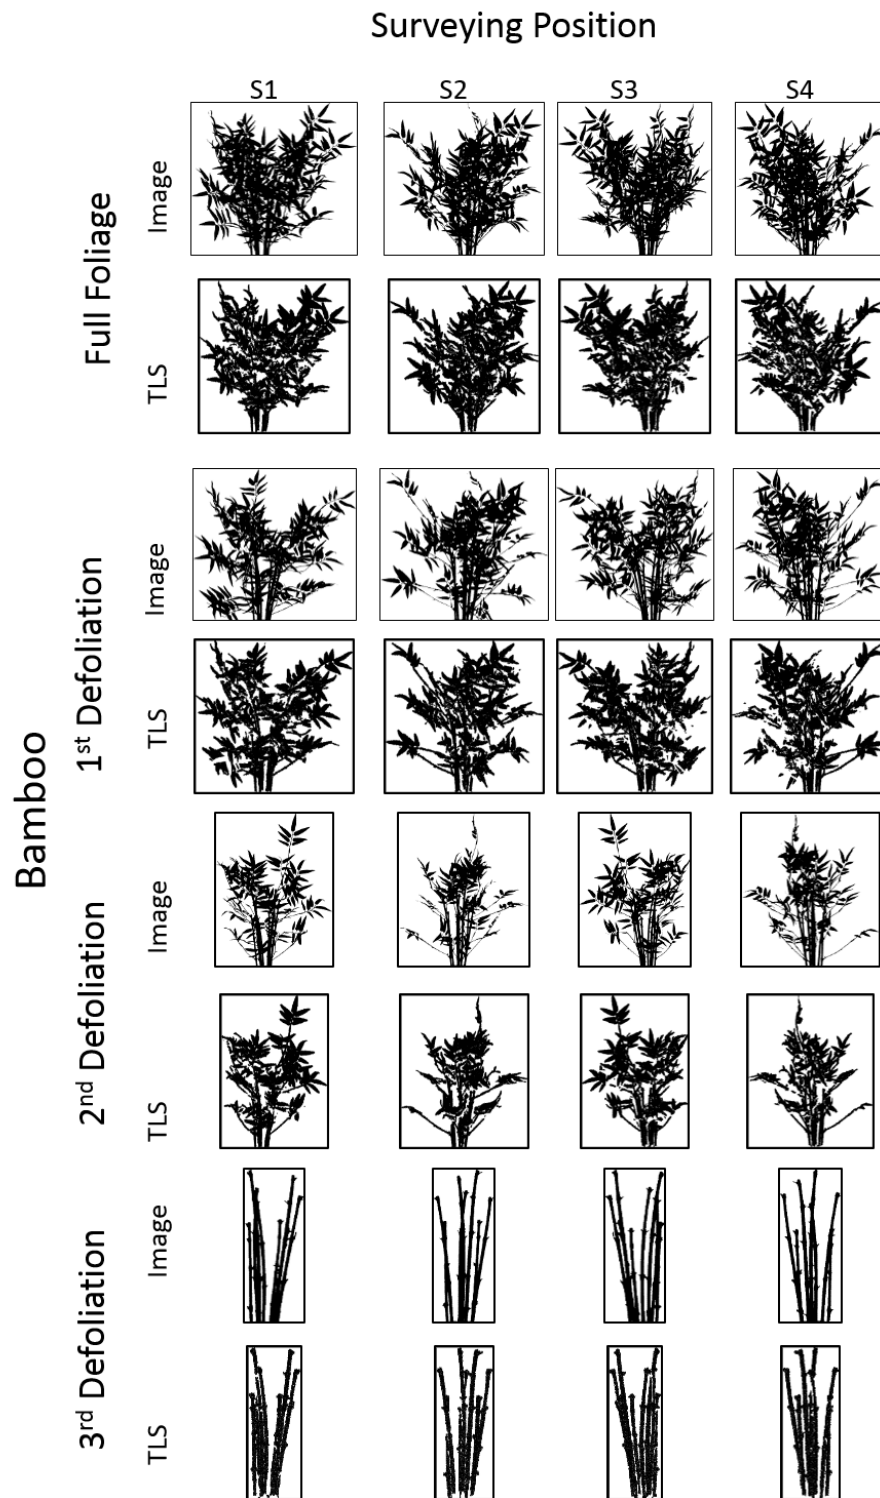 Surveying Position
S1 S2 S3 S4
Bamboo
Full Foliage
Image
TLS
1st Defoliation
Image
TLS
2nd Defoliation
Image
TLS
3rd Defoliation
Image
TLS